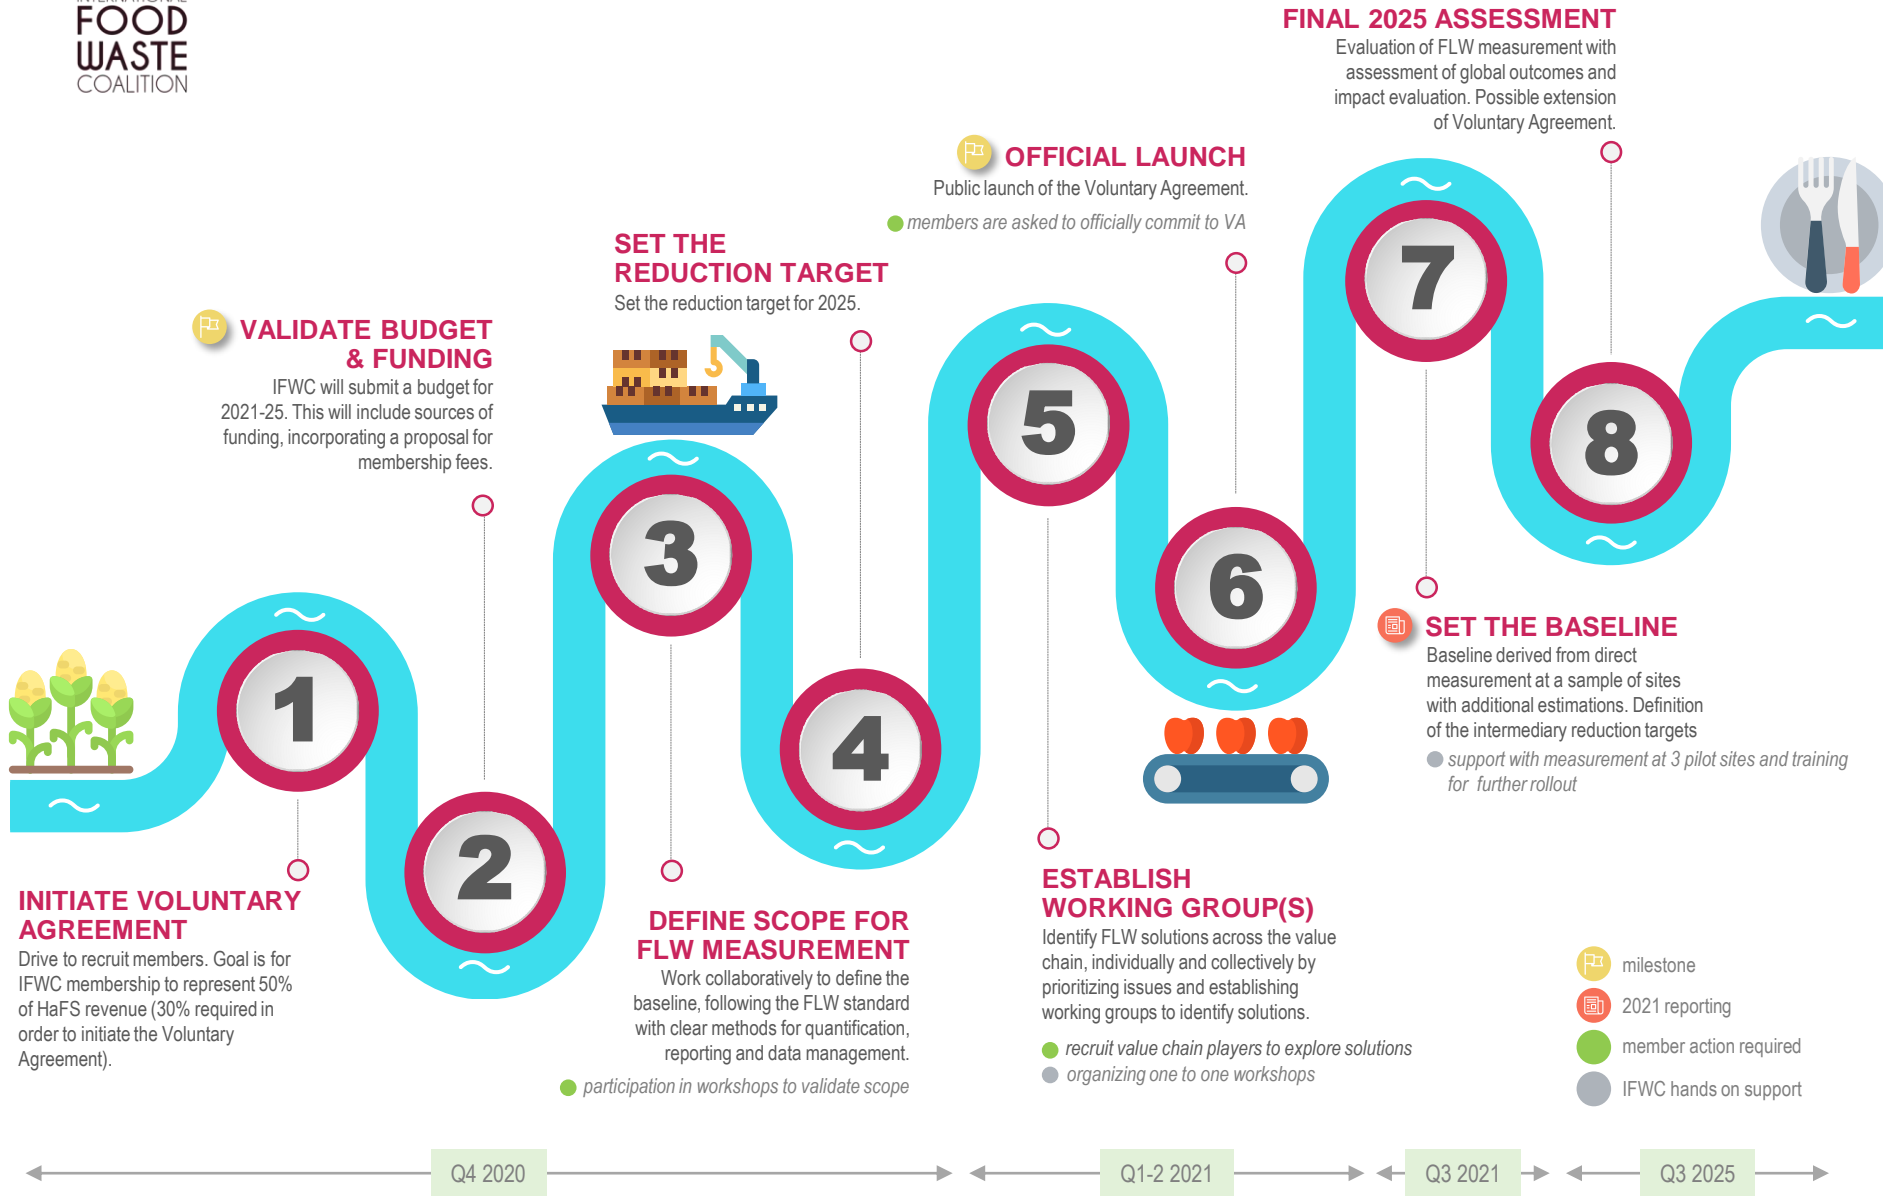 INTERNATIONAL
FOOD
WASTE
COALITION
FINAL 2025 ASSESSMENT
Evaluation of FLW measurement with
assessment of global outcomes and
impact evaluation. Possible extension
of Voluntary Agreement.
OFFICIAL LAUNCH
Public launch of the Voluntary Agreement.
members are asked to officially commit to VA
SET THE
REDUCTION TARGET
Set the reduction target for 2025.
VALIDATE BUDGET
& FUNDING
IFWC will submit a budget for
2021-25. This will include sources of
funding, incorporating a proposal for
membership fees.
1
2
3
4
5
6
7
8
SET THE BASELINE
Baseline derived from direct
measurement at a sample of sites
with additional estimations. Definition
of the intermediary reduction targets
support with measurement at 3 pilot sites and training
for further rollout
INITIATE VOLUNTARY
AGREEMENT
Drive to recruit members. Goal is for
IFWC membership to represent 50%
of HaFS revenue (30% required in
order to initiate the Voluntary
Agreement).
DEFINE SCOPE FOR
FLW MEASUREMENT
Work collaboratively to define the
baseline, following the FLW standard
with clear methods for quantification,
reporting and data management.
participation in workshops to validate scope
ESTABLISH
WORKING GROUP(S)
Identify FLW solutions across the value
chain, individually and collectively by
prioritizing issues and establishing
working groups to identify solutions.
recruit value chain players to explore solutions
organizing one to one workshops
milestone
2021 reporting
member action required
IFWC hands on support
Q4 2020
Q1-2 2021
Q3 2021
Q3 2025